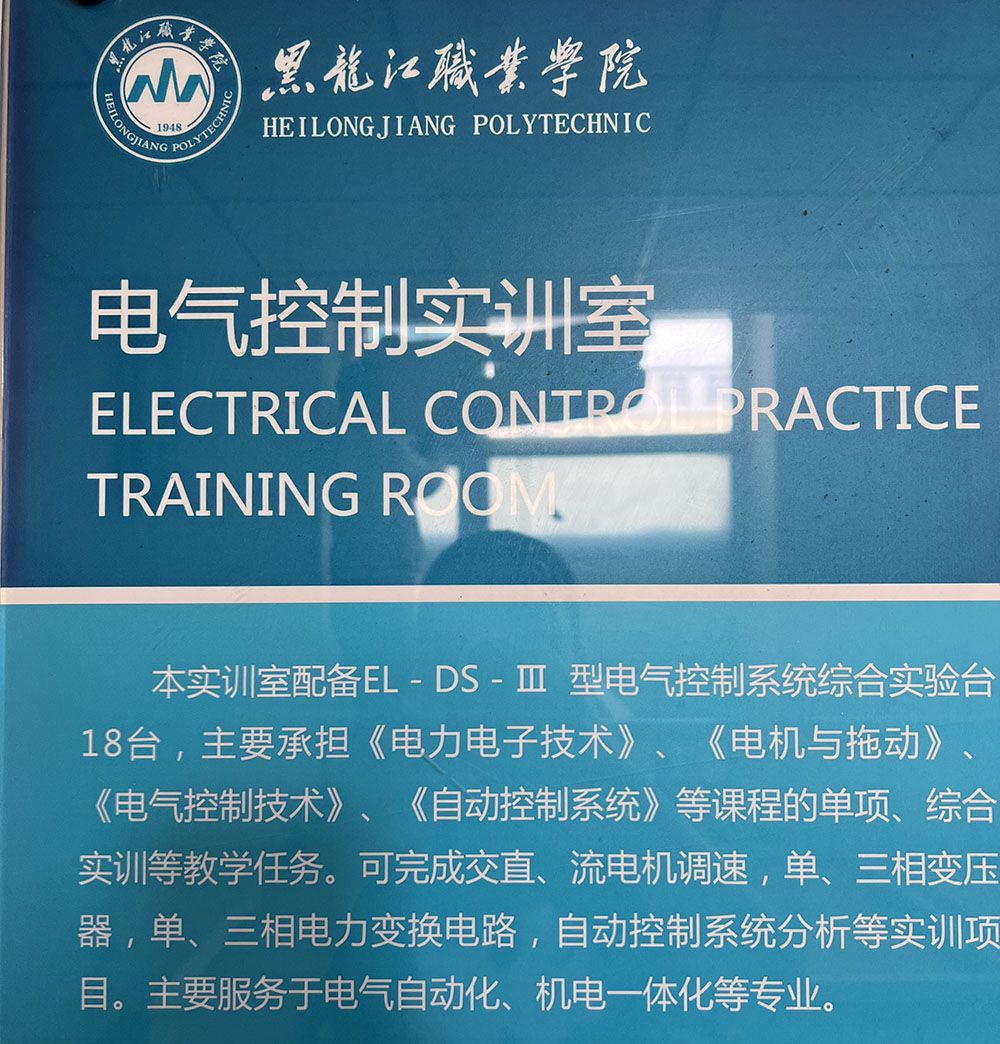 黑龍江職業學院
HEILONGJIANG POLYTECHNIC
1948
黑龍江職業學院
HEILONGJIANG POLYTECHNIC
电气控制实训室
ELECTRICAL CONTROL PRACTICE
TRAINING ROOM
本实训室配备EL-DS-Ⅲ 型电气控制系统综合实验台
18台，主要承担《电力电子技术》、《电机与拖动》、
《电气控制技术》、《自动控制系统》等课程的单项、综合
实训等教学任务。可完成交直、流电机调速，单、三相变压
器，单、三相电力变换电路，自动控制系统分析等实训项
目。主要服务于电气自动化、机电一体化等专业。